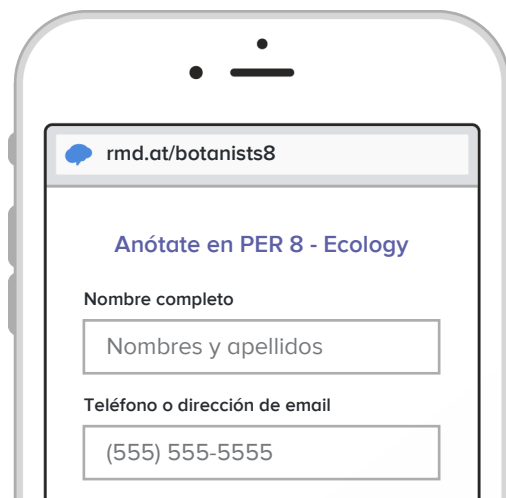 rmd.at/botanists8
Anótate en PER 8 - Ecology
Nombre completo
Nombres y apellidos
Teléfono o dirección de email
(555) 555-5555